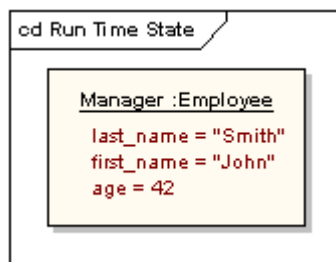 cd Run Time State
Manager :Employee
last_name = "Smith"
first_name = "John"
age = 42